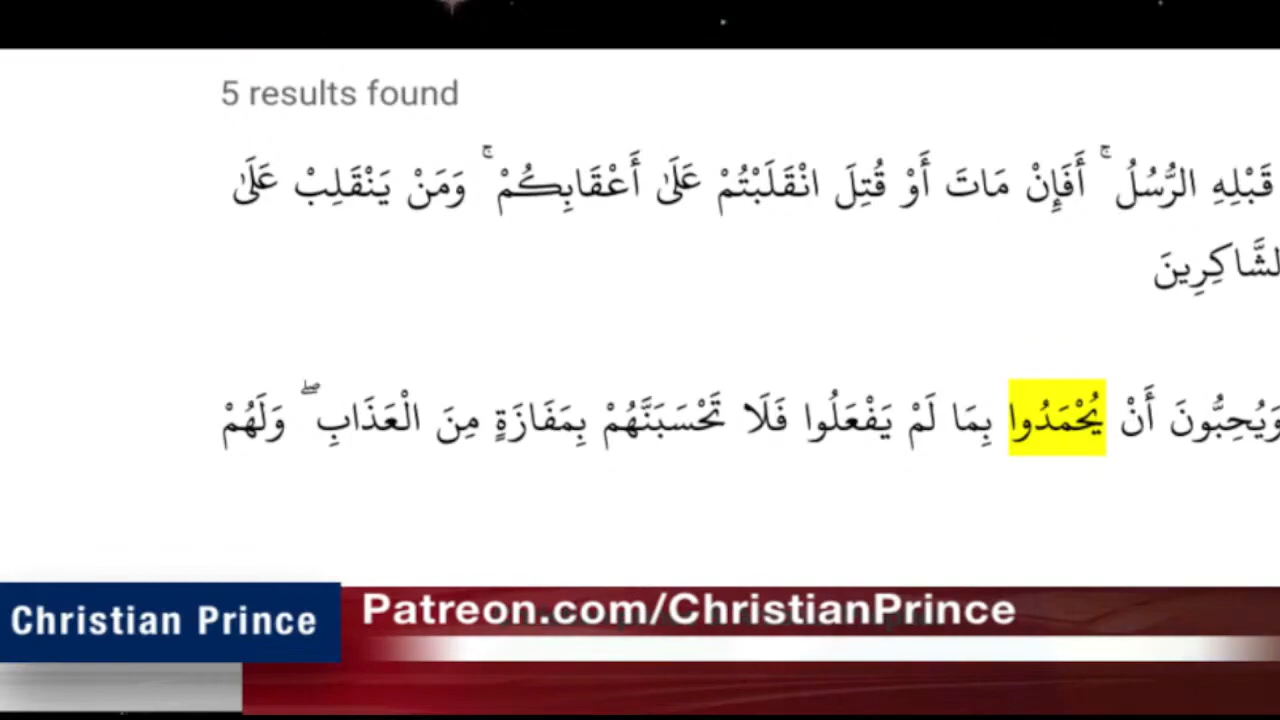 5 results found
قَبْلِهِ الرُّسُلُ ۚ أَفَإِنْ مَاتَ أَوْ قُتِلَ انْقَلَبْتُمْ عَلَىٰ أَعْقَابِكُمْ ۚ وَمَنْ يَنْقَلِبْ عَلَىٰ
لشَّاكِرِينَ
وَيُحِبُّونَ أَنْ يُحْمَدُوا بِمَا لَمْ يَفْعَلُوا فَلَا تَحْسَبَنَّهُمْ بِمَفَازَةٍ مِنَ الْعَذَابِ ۖ وَلَهُمْ
Christian Prince
Patreon.com/ChristianPrince